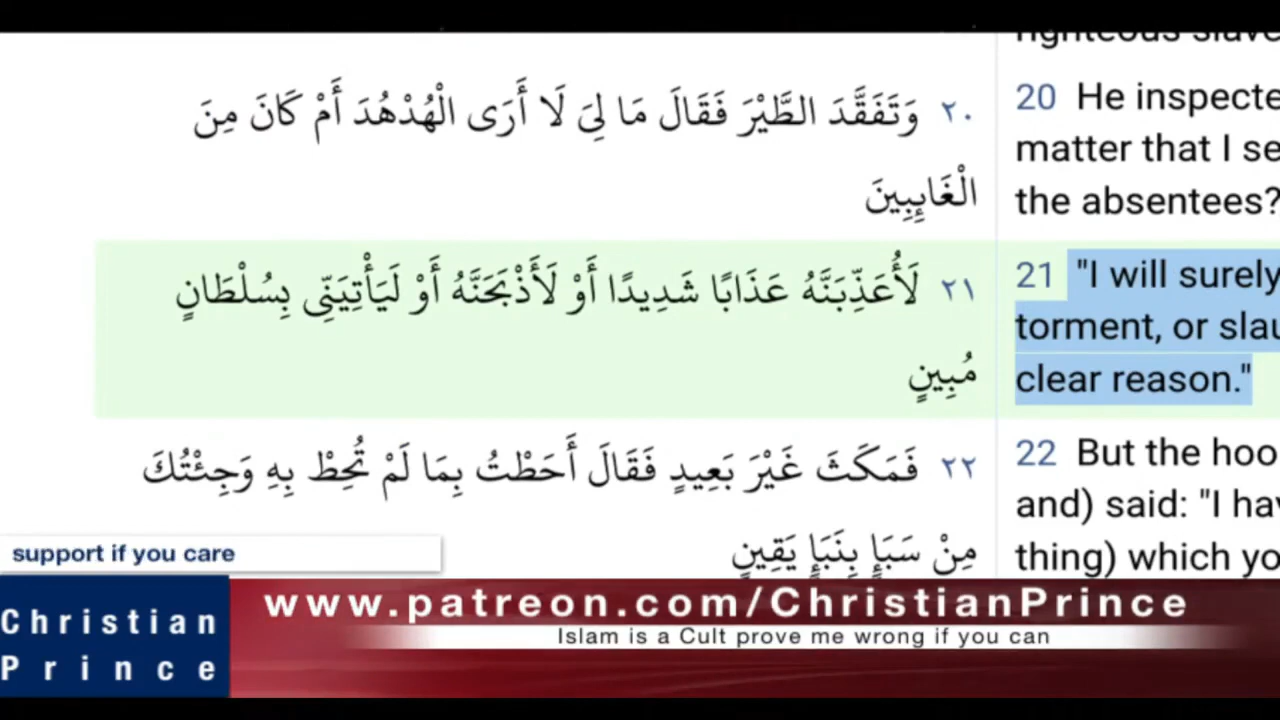 righteous slave
٢٠ وَتَفَقَّدَ الطَّيْرَ فَقَالَ مَا لِيَ لَا أَرَى الْهُدْهُدَ أَمْ كَانَ مِنَ
الْغَائِبِينَ
20 He inspecte
matter that I se
the absentees?
٢١ لَأُعَذِّبَنَّهُ عَذَابًا شَدِيدًا أَوْ لَأَذْبَحَنَّهُ أَوْ لَيَأْتِيَنِّي بِسُلْطَانٍ
مُبِينٍ
21 "I will surely
torment, or slau
clear reason."
٢٢ فَمَكَثَ غَيْرَ بَعِيدٍ فَقَالَ أَحَطْتُ بِمَا لَمْ تُحِطْ بِهِ وَجِئْتُكَ
مِنْ سَبَإٍ بِنَبَإٍ يَقِينٍ
22 But the hoo
and) said: "I hav
thing) which yo
support if you care
Christian
Prince
www.patreon.com/ChristianPrince
Islam is a Cult prove me wrong if you can